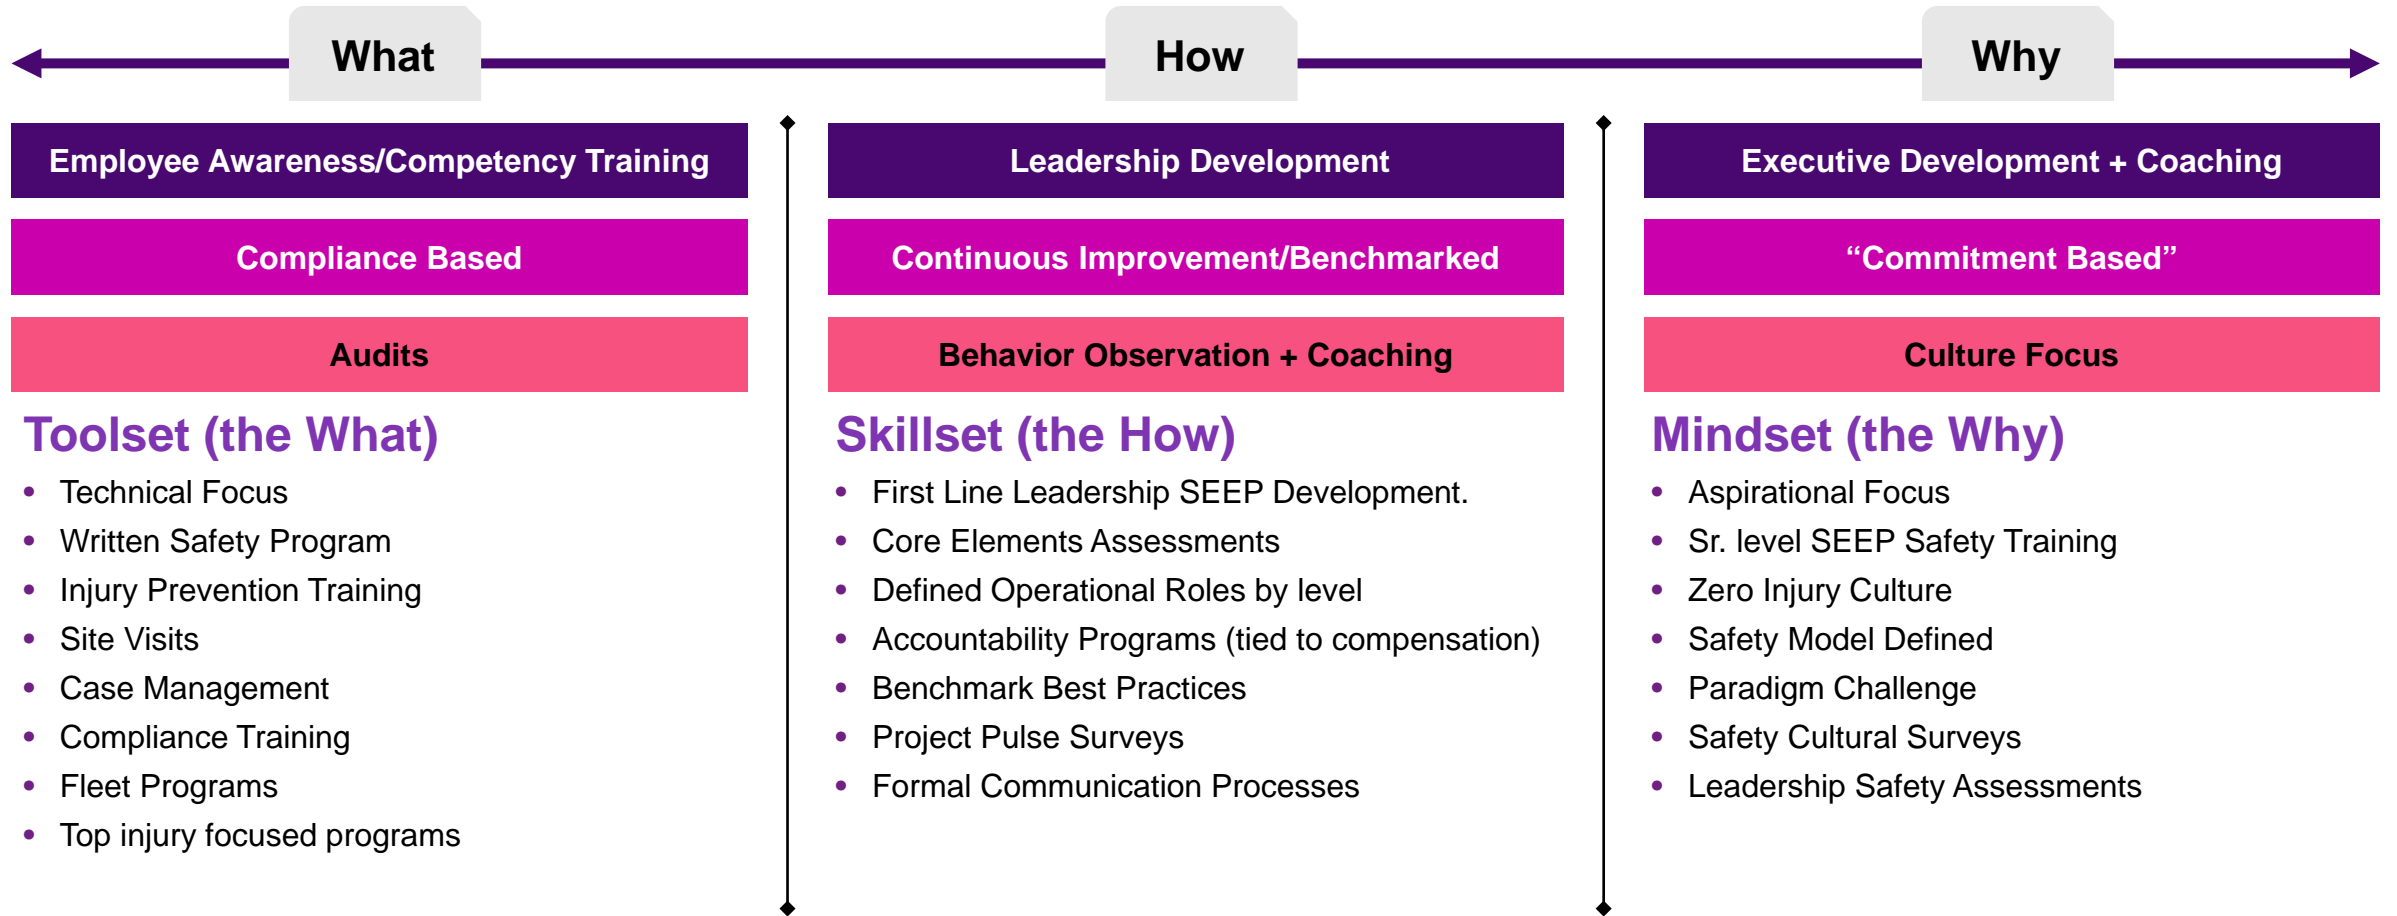 What
How
Why
Employee Awareness/Competency Training
Compliance Based
Audits
Toolset (the What)
• Technical Focus
• Written Safety Program
• Injury Prevention Training
• Site Visits
• Case Management
• Compliance Training
• Fleet Programs
• Top injury focused programs
Leadership Development
Continuous Improvement/Benchmarked
Behavior Observation + Coaching
Skillset (the How)
• First Line Leadership SEEP Development.
• Core Elements Assessments
• Defined Operational Roles by level
• Accountability Programs (tied to compensation)
• Benchmark Best Practices
• Project Pulse Surveys
• Formal Communication Processes
Executive Development + Coaching
“Commitment Based”
Culture Focus
Mindset (the Why)
• Aspirational Focus
• Sr. level SEEP Safety Training
• Zero Injury Culture
• Safety Model Defined
• Paradigm Challenge
• Safety Cultural Surveys
• Leadership Safety Assessments